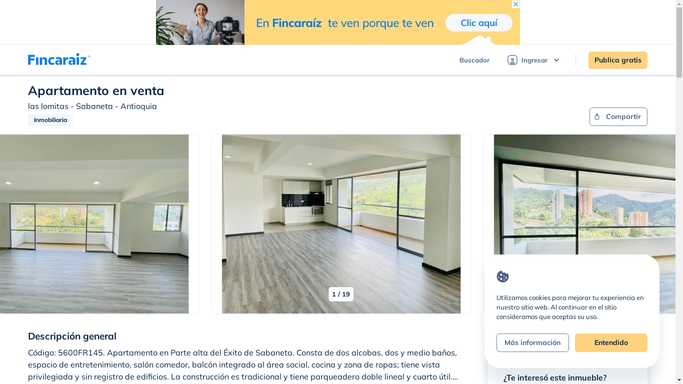 En Fincaraíz te ven porque te ven
Clic aquí
Fincaraíz
Buscador
Ingresar
Publica gratis
Apartamento en venta
las lomitas - Sabaneta - Antioquia
Inmobiliaria
Compartir
1 / 19
Utilizamos cookies para mejorar tu experiencia en
nuestro sitio web. Al continuar en el sitio
consideramos que aceptas su uso.
Más información
Entendido
Descripción general
Código: 5600FR145. Apartamento en Parte alta del Éxito de Sabaneta. Consta de dos alcobas, dos y medio baños,
espacio de entretenimiento, salón comedor, balcón integrado al área social, cocina y zona de ropas; tiene vista
privilegiada y sin registro de edificios. La construcción es tradicional y tiene parqueadero doble lineal y cuarto útil....
¿Te interesó este inmueble?